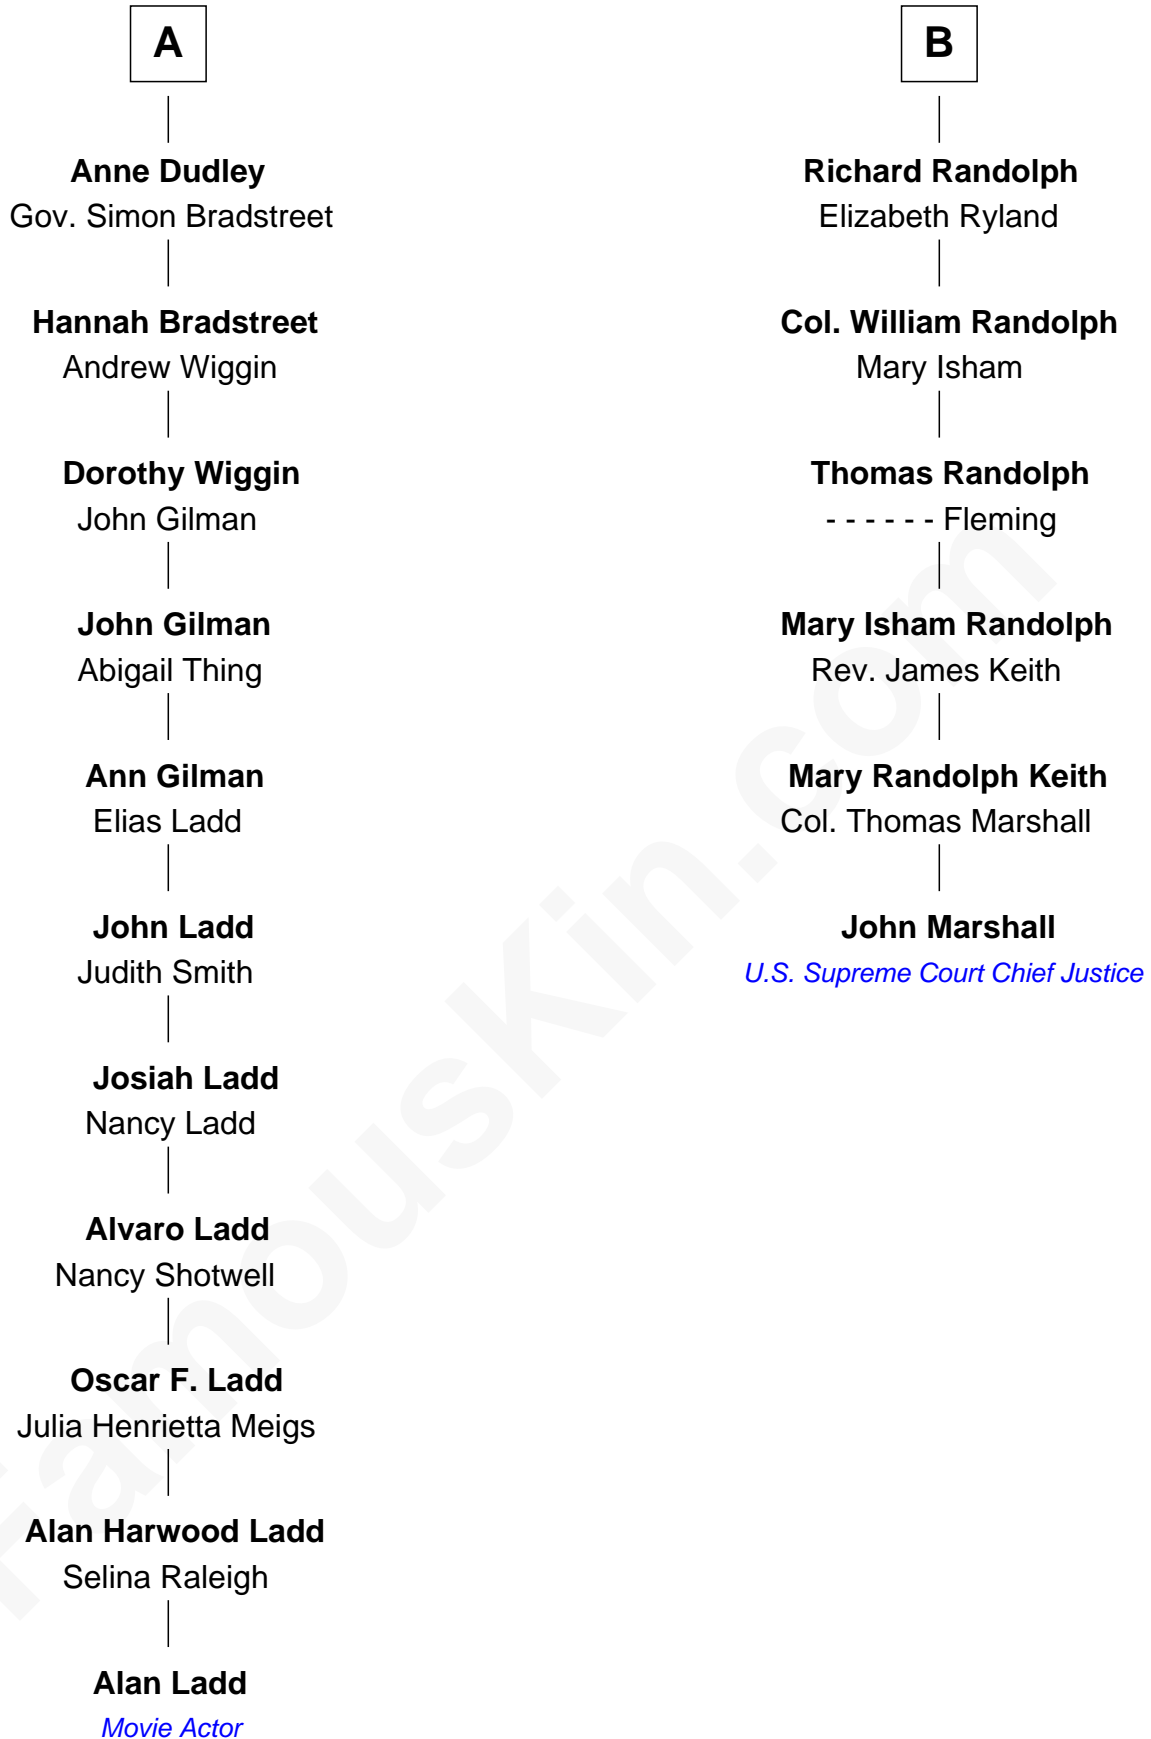 A
Anne Dudley
Gov. Simon Bradstreet
Hannah Bradstreet
Andrew Wiggin
Dorothy Wiggin
John Gilman
John Gilman
Abigail Thing
Ann Gilman
Elias Ladd
John Ladd
Judith Smith
Josiah Ladd
Nancy Ladd
Alvaro Ladd
Nancy Shotwell
Oscar F. Ladd
Julia Henrietta Meigs
Alan Harwood Ladd
Selina Raleigh
Alan Ladd
Movie Actor
B
Richard Randolph
Elizabeth Ryland
Col. William Randolph
Mary Isham
Thomas Randolph
- - - - - - Fleming
Mary Isham Randolph
Rev. James Keith
Mary Randolph Keith
Col. Thomas Marshall
John Marshall
U.S. Supreme Court Chief Justice
FamousKin.com